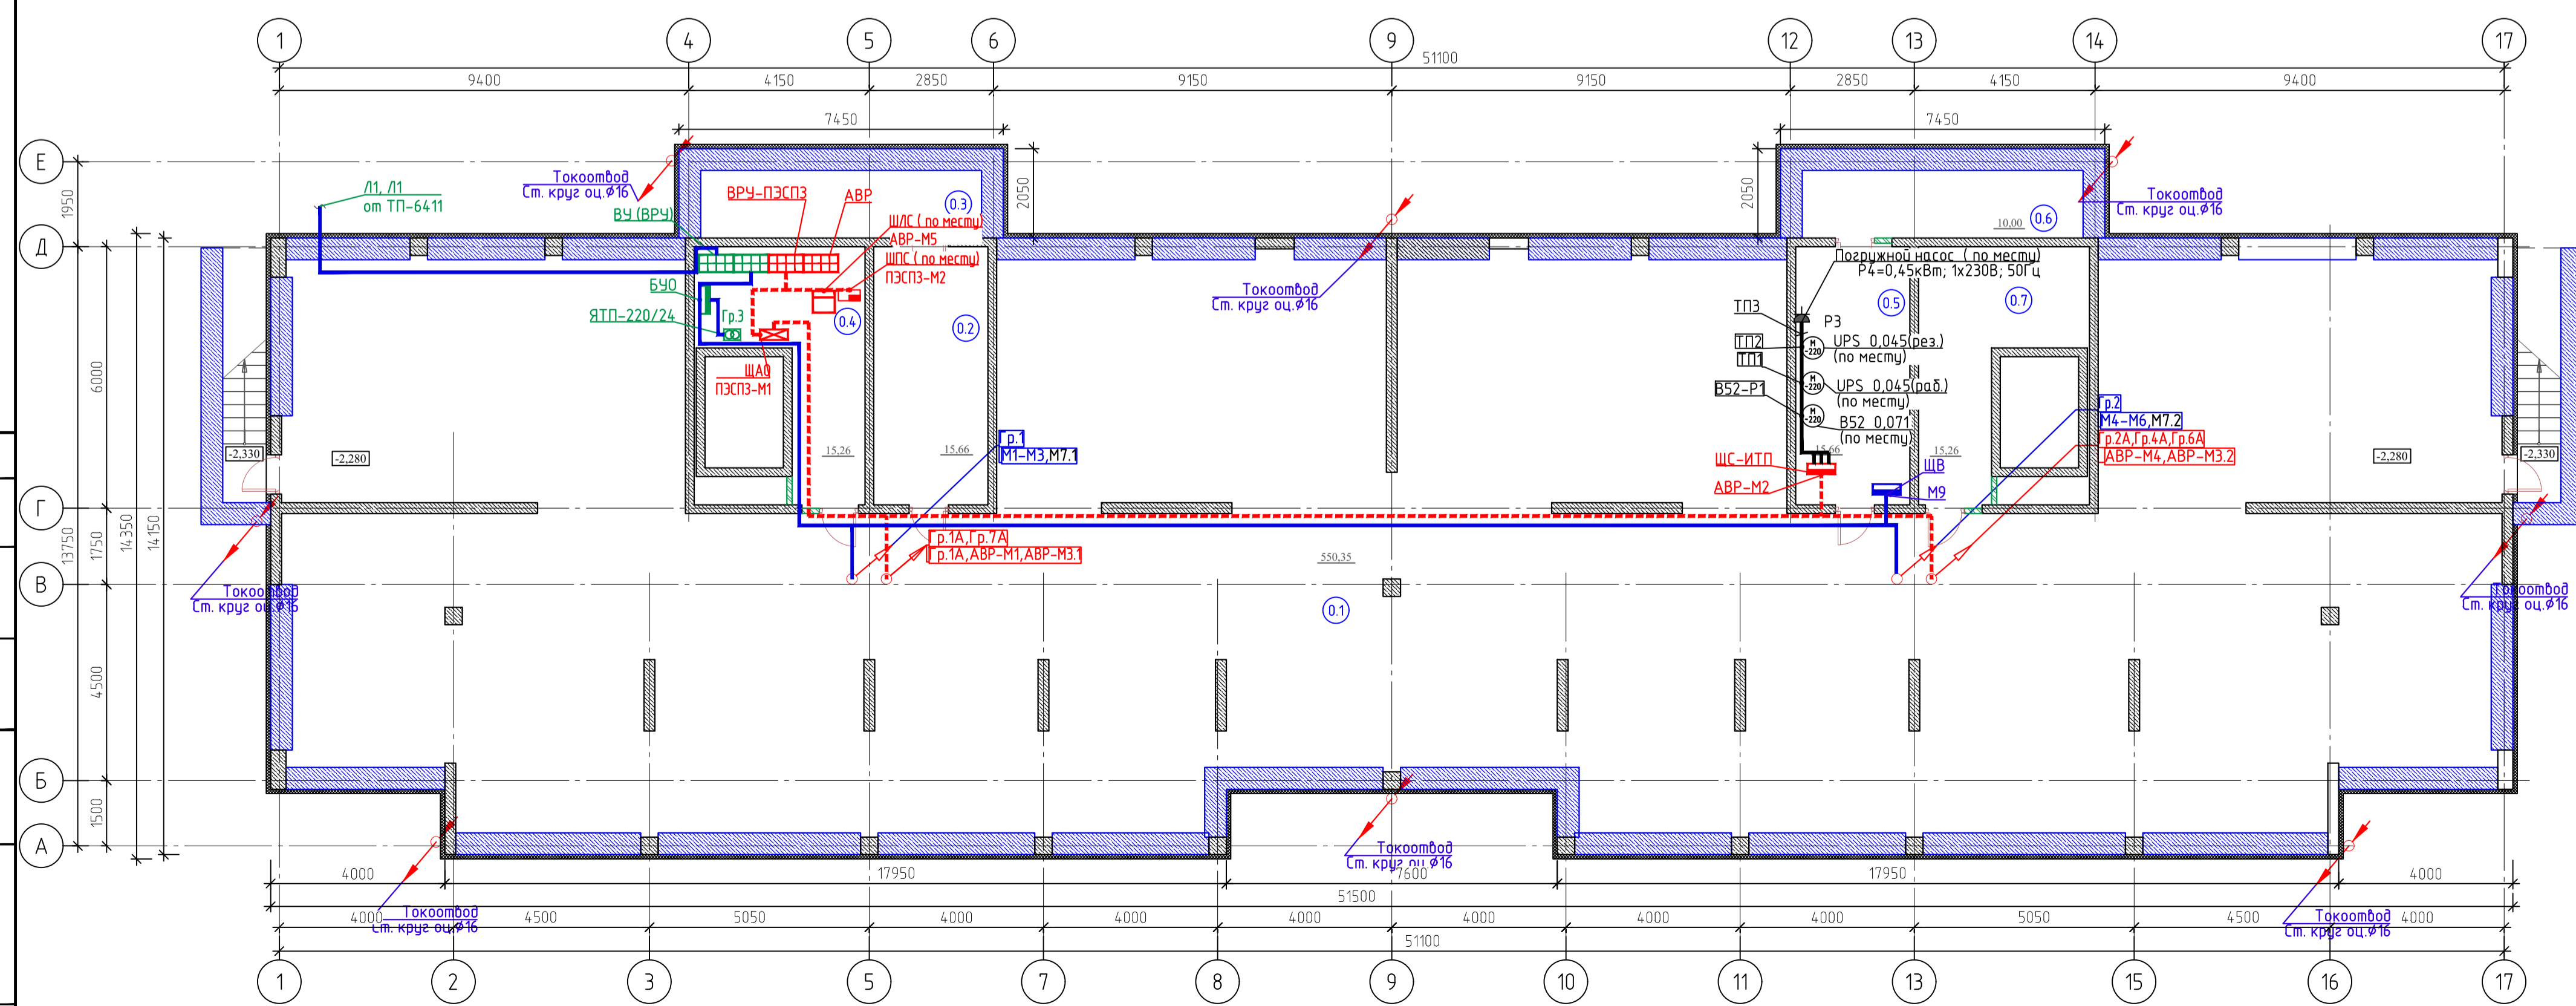 1
4
5
6
9
12
13
14
17
51100
9400
4150
2850
9150
9150
2850
4150
9400
7450
7450
Е
Д
Г
В
Б
А
1950
6000
1750
4500
1500
13750
14350
14150
2050
2050
Л1, Л1
от ТП-6411
Токоотвод
Ст. круг оц.⌀16
ВУ (ВРУ)
ВРУ-ПЭСПЗ
АВР
0.3
ШЛС ( по месту)
АВР-М5
ШПС ( по месту)
ПЭСПЗ-М2
БУО
ЯТП-220/24
Гр.3
0.4
0.2
ЩАО
ПЭСПЗ-М1
15,26
15,66
Гр.1
М1-М3,М7.1
Гр.1А,Гр.7А
Гр.1А,АВР-М1,АВР-М3.1
Токоотвод
Ст. круг оц.⌀16
Токоотвод
Ст. круг оц.⌀16
10,00
0.6
Погружной насос ( по месту)
Р4=0,45кВт; 1х230В; 50Гц
0.5
0.7
ТП3
Р3
ТП2
М
~220
UPS 0,045(рез.)
(по месту)
ТП1
М
~220
UPS 0,045(раб.)
(по месту)
В52-Р1
М
~220
В52 0,071
(по месту)
15,66
15,26
ЩС-ИТП
АВР-М2
ЩВ
М9
Гр.2
М4-М6,М7.2
Гр.2А,Гр.4А,Гр.6А
АВР-М4,АВР-М3.2
-2,330
-2,280
-2,280
-2,330
550,35
0.1
Токоотвод
Ст. круг оц.⌀16
Токоотвод
Ст. круг оц.⌀16
Токоотвод
Ст. круг оц.⌀16
Токоотвод
Ст. круг оц.⌀16
Токоотвод
Ст. круг оц.⌀16
4000
17950
7600
17950
4000
51500
4000
4500
5050
4000
4000
4000
4000
4000
4000
5050
4500
4000
51100
1
2
3
5
7
8
9
10
11
13
15
16
17